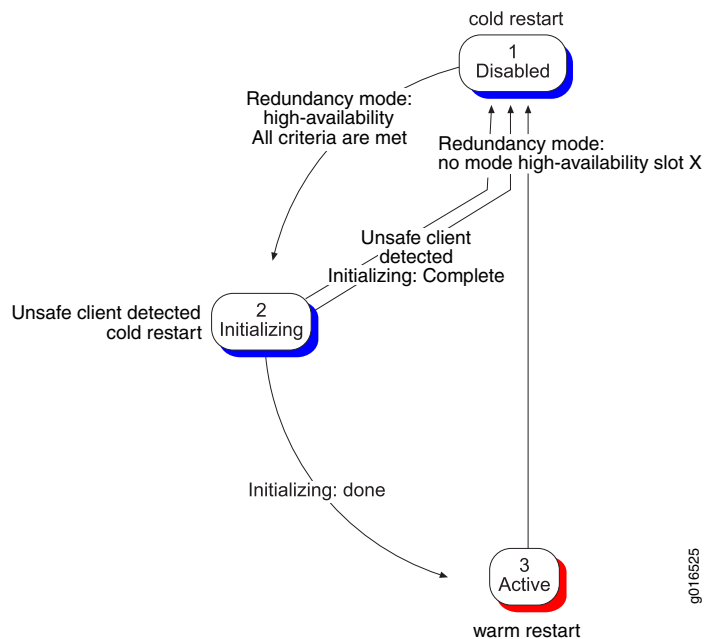 cold restart
1
Disabled
Redundancy mode:
high-availability
All criteria are met
Redundancy mode:
no mode high-availability slot X
Unsafe client
detected
Initializing: Complete
Unsafe client detected
cold restart
2
Initializing
Initializing: done
3
Active
warm restart
g016525